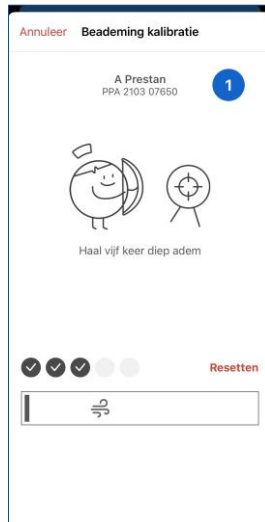 Annuleer Beademing kalibratie
A Prestan
PPA 2103 07650
1
Haal vijf keer diep adem
Resetten